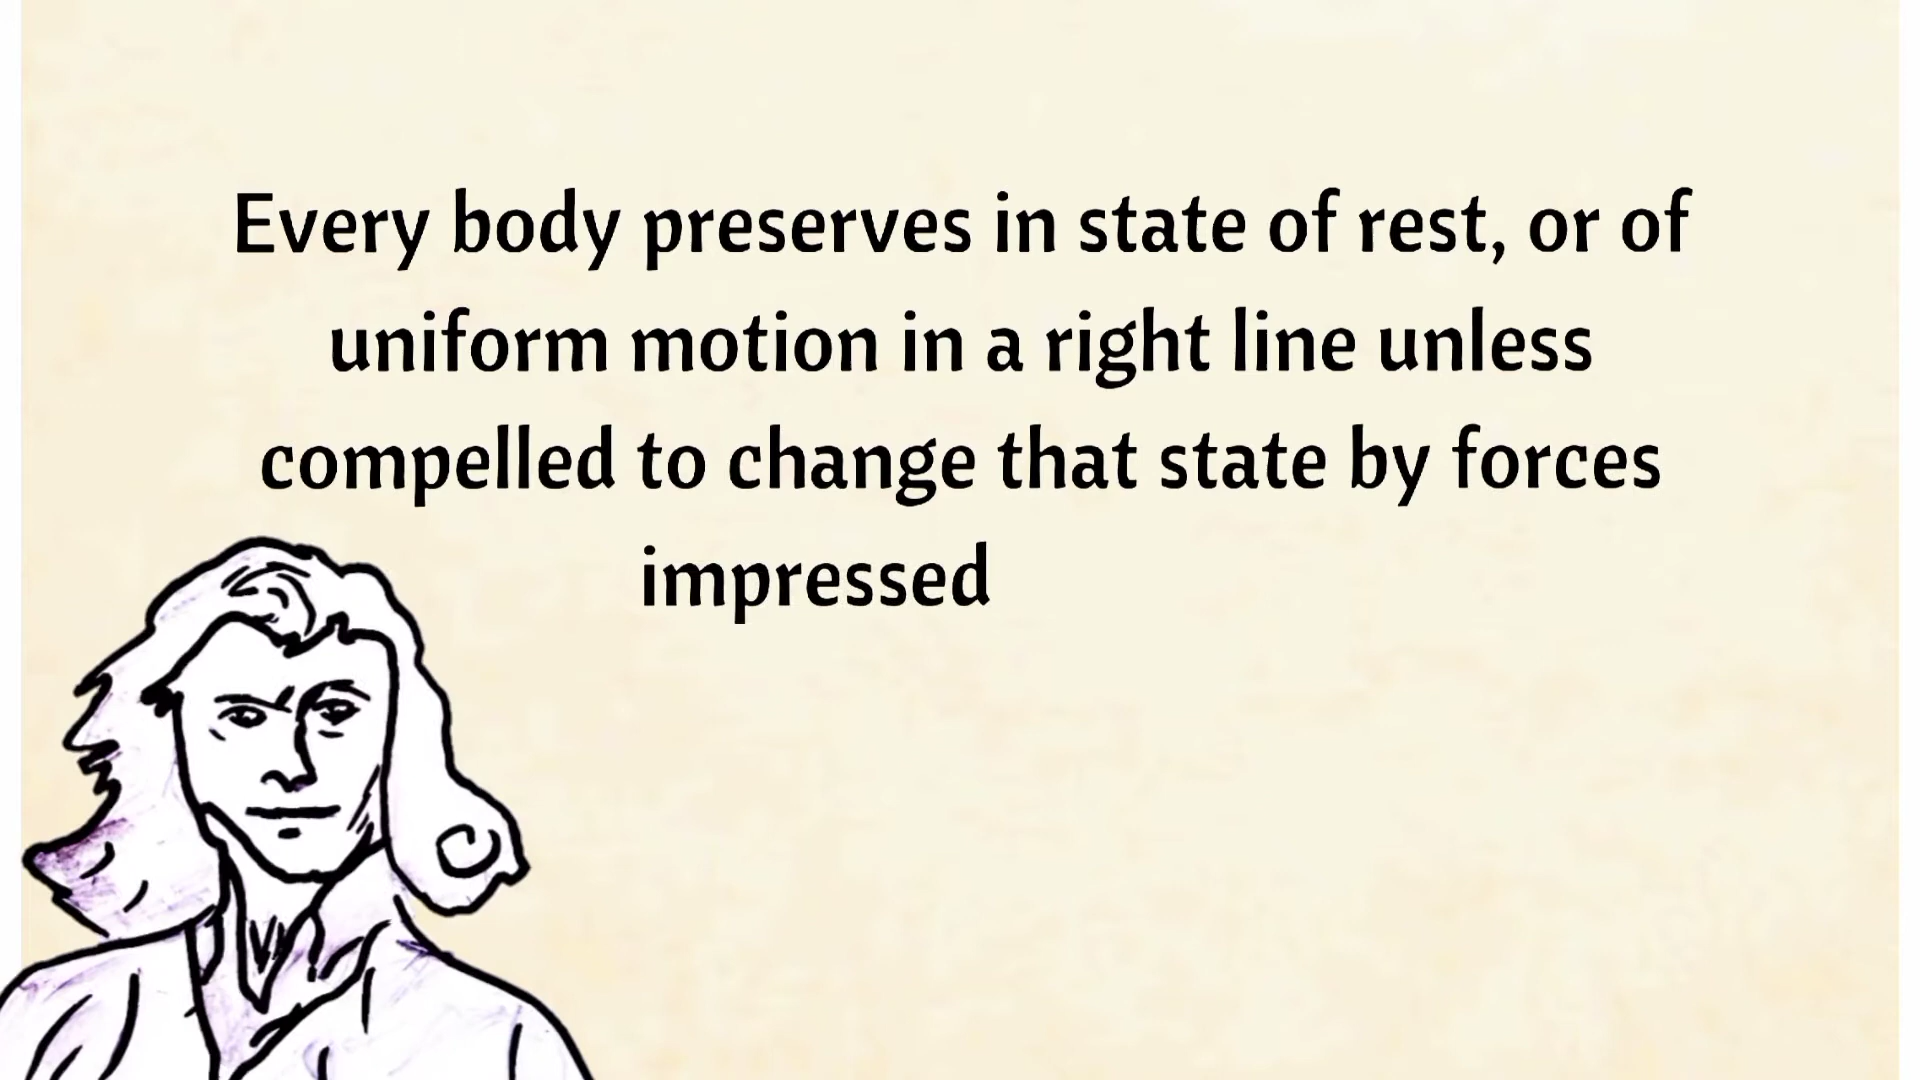 Every body preserves in state of rest, or of
uniform motion in a right line unless
compelled to change that state by forces
impressed